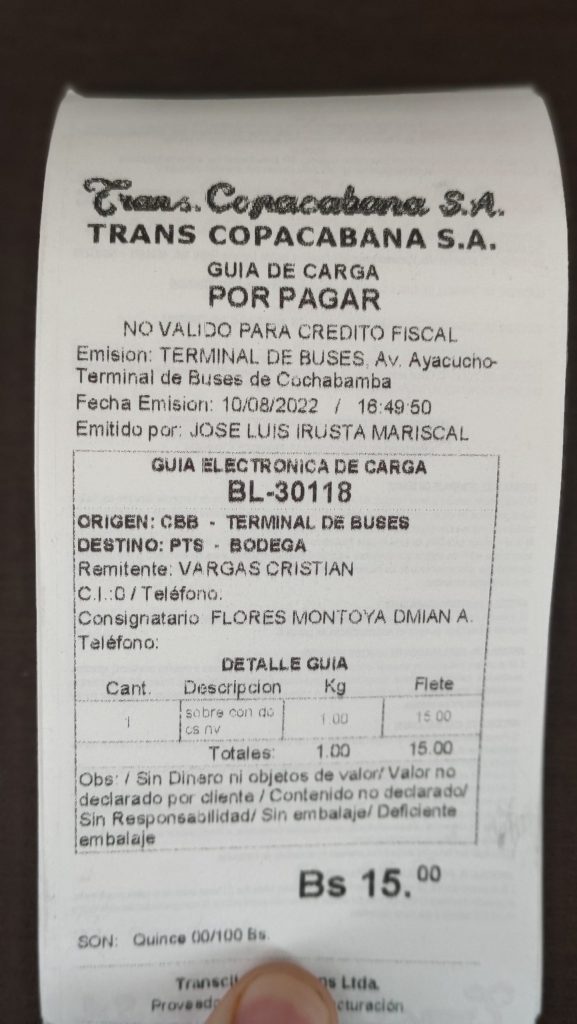 Trans. Copacabana S.A.
TRANS COPACABANA S.A.
GUIA DE CARGA
POR PAGAR
NO VALIDO PARA CREDITO FISCAL
Emision: TERMINAL DE BUSES, Av. Ayacucho-
Terminal de Buses de Cochabamba
Fecha Emision: 10/08/2022 / 16:49:50
Emitido por: JOSE LUIS IRUSTA MARISCAL
GUIA ELECTRONICA DE CARGA
BL-30118
ORIGEN: CBB - TERMINAL DE BUSES
DESTINO: PTS - BODEGA
Remitente: VARGAS CRISTIAN
C.I.:0 / Teléfono:
Consignatario FLORES MONTOYA DMIAN A.
Teléfono:
DETALLE GUIA
Cant. Descripcion Kg Flete
1 sobre con do 1.00 15.00
cs nv
Totales: 1.00 15.00
Obs: / Sin Dinero ni objetos de valor/ Valor no
declarado por cliente / Contenido no declarado/
Sin Responsabilidad/ Sin embalaje/ Deficiente
embalaje
Bs 15.00
SON: Quince 00/100 Bs.
Ltda.